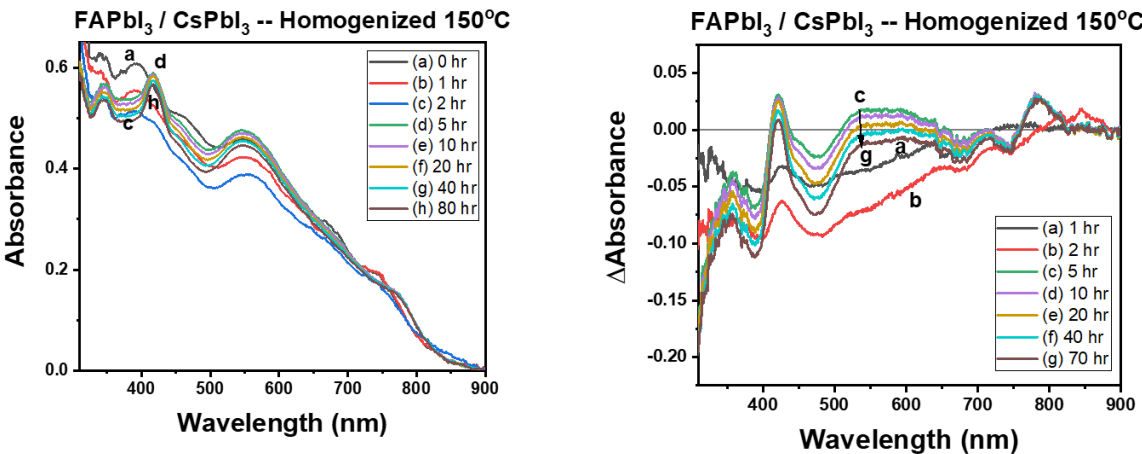 FAPbI₃ / CsPbI₃ -- Homogenized 150°C
0.6
0.4
0.2
0.0
Absorbance
a
d
h
c
(a) 0 hr
(b) 1 hr
(c) 2 hr
(d) 5 hr
(e) 10 hr
(f) 20 hr
(g) 40 hr
(h) 80 hr
400 500 600 700 800 900
Wavelength (nm)
FAPbI₃ / CsPbI₃ -- Homogenized 150°C
0.05
0.00
-0.05
-0.10
-0.15
-0.20
ΔAbsorbance
c
g
a
b
(a) 1 hr
(b) 2 hr
(c) 5 hr
(d) 10 hr
(e) 20 hr
(f) 40 hr
(g) 70 hr
400 500 600 700 800 900
Wavelength (nm)